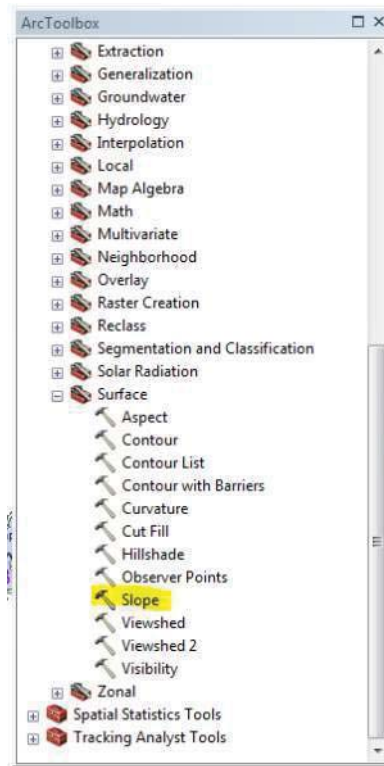 ArcToolbox
Extraction
Generalization
Groundwater
Hydrology
Interpolation
Local
Map Algebra
Math
Multivariate
Neighborhood
Overlay
Raster Creation
Reclass
Segmentation and Classification
Solar Radiation
Surface
Aspect
Contour
Contour List
Contour with Barriers
Curvature
Cut Fill
Hillshade
Observer Points
Slope
Viewshed
Viewshed 2
Visibility
Zonal
Spatial Statistics Tools
Tracking Analyst Tools